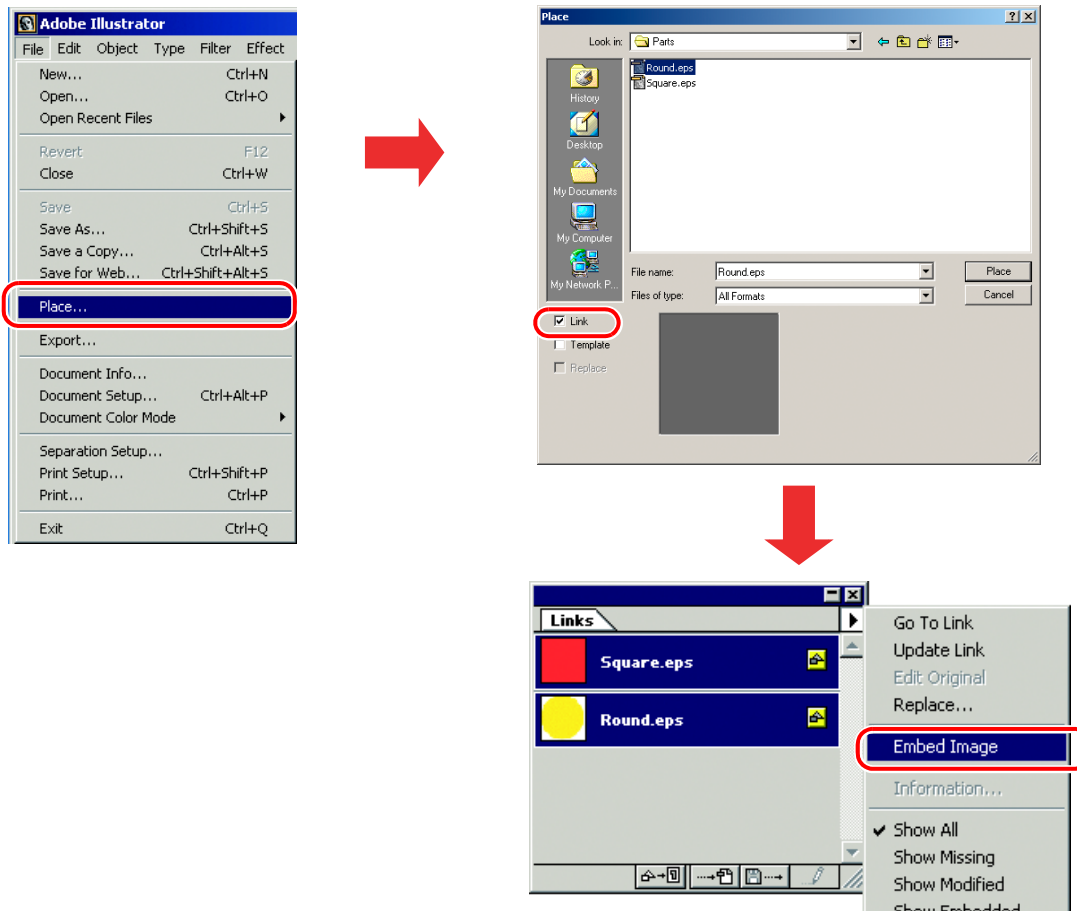 Adobe Illustrator
File Edit Object Type Filter Effect
New... Ctrl+N
Open... Ctrl+O
Open Recent Files
Revert F12
Close Ctrl+W
Save Ctrl+S
Save As... Ctrl+Shift+S
Save a Copy... Ctrl+Alt+S
Save for Web... Ctrl+Shift+Alt+S
Place...
Export...
Document Info...
Document Setup... Ctrl+Alt+P
Document Color Mode
Separation Setup...
Print Setup... Ctrl+Shift+P
Print... Ctrl+P
Exit Ctrl+Q
Place
Look in: Parts
History
Desktop
My Documents
My Computer
My Network P...
Round.eps
Square.eps
File name: Round.eps Place
Files of type: All Formats Cancel
Link
Template
Replace
Links
Square.eps
Round.eps
Go To Link
Update Link
Edit Original
Replace...
Embed Image
Information...
Show All
Show Missing
Show Modified
Show Embedded